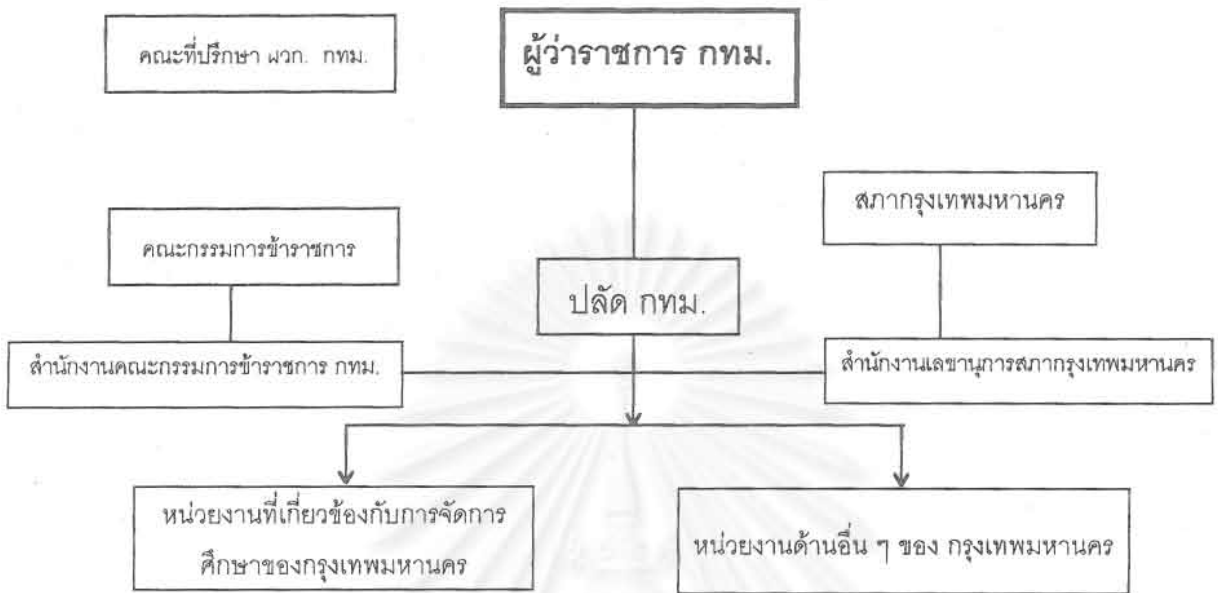 คณะที่ปรึกษา ผวก. กทม.
ผู้ว่าราชการ กทม.
สภากรุงเทพมหานคร
คณะกรรมการข้าราชการ
ปลัด กทม.
สำนักงานคณะกรรมการข้าราชการ กทม.
สำนักงานเลขานุการสภากรุงเทพมหานคร
หน่วยงานที่เกี่ยวข้องกับการจัดการ
ศึกษาของกรุงเทพมหานคร
หน่วยงานด้านอื่น ๆ ของ กรุงเทพมหานคร